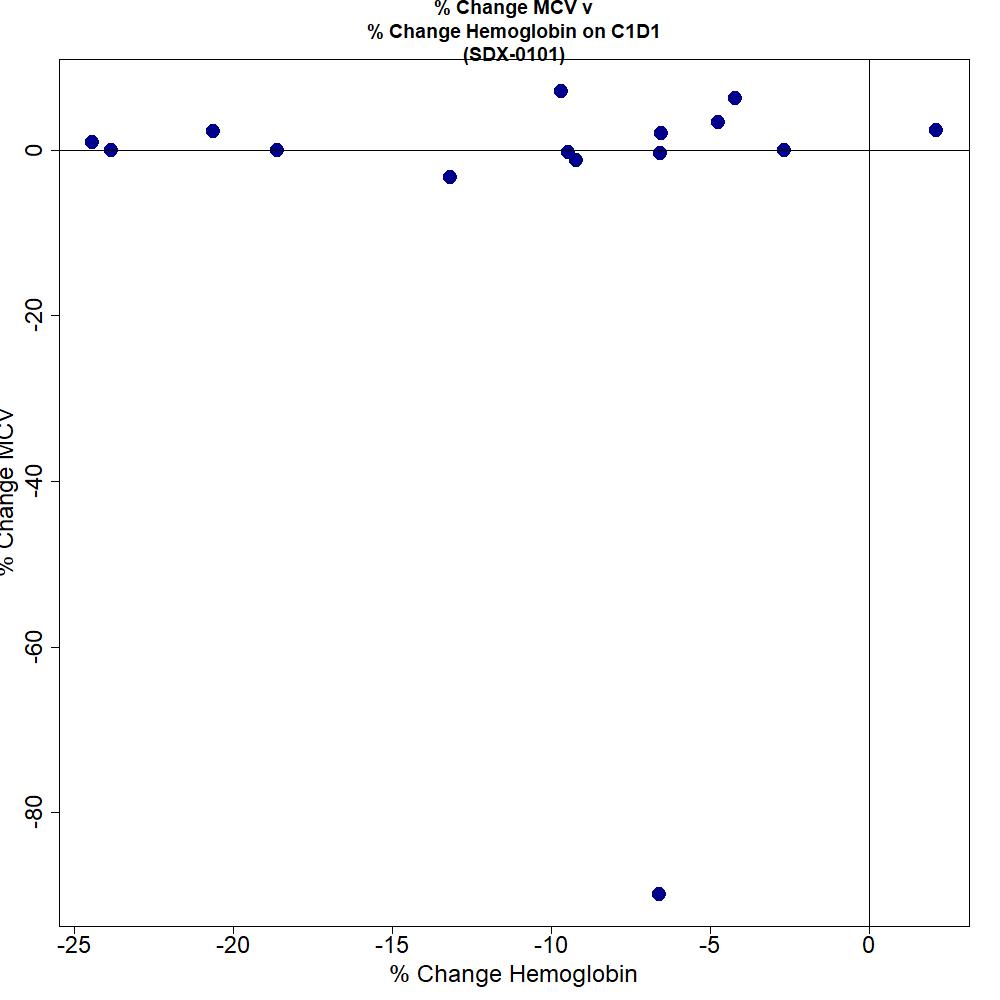 % Change MCV v
% Change Hemoglobin on C1D1
(SDX-0101)
0
-20
-40
-60
-80
% Change MCV
-25
-20
-15
-10
-5
0
% Change Hemoglobin